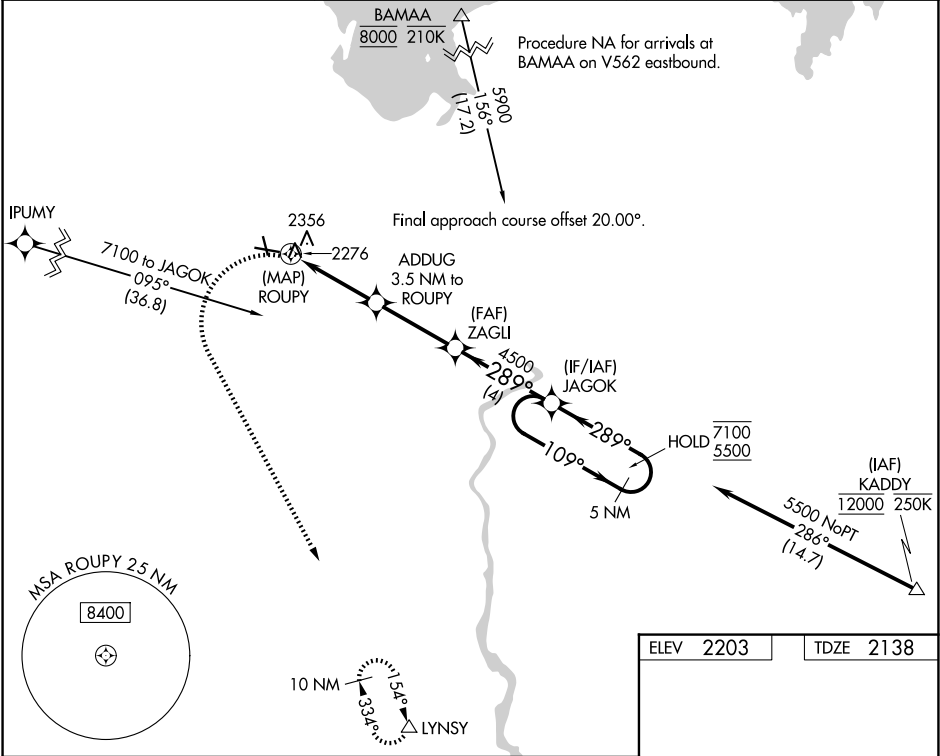 BAMAA
8000 210K
Procedure NA for arrivals at
BAMAA on V562 eastbound.
5900
156°
(17.2)
IPUMY
7100 to JAGOK
095°
(36.8)
2356
2276
(MAP)
ROUPY
Final approach course offset 20.00°.
ADDUG
3.5 NM to
ROUPY
(FAF)
ZAGLI
4500
289°
(4)
(IF/IAF)
JAGOK
289°
109°
HOLD 7100
5500
5 NM
(IAF)
KADDY
12000 250K
5500 NoPT
286°
(14.7)
MSA ROUPY 25 NM
8400
10 NM
154°
334°
LYNSY
ELEV 2203
TDZE 2138